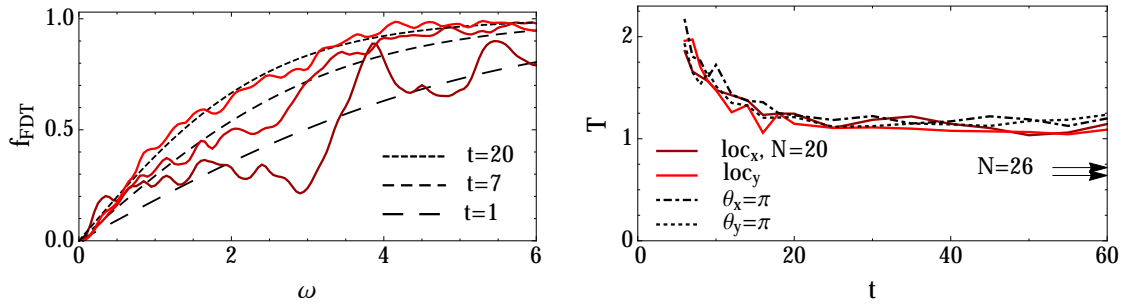 1.0
0.5
0.0
f_FDT
0
2
4
6
ω
t=20
t=7
t=1
2
1
0
T
0
20
40
60
t
loc_x, N=20
loc_y
θ_x=π
θ_y=π
N=26